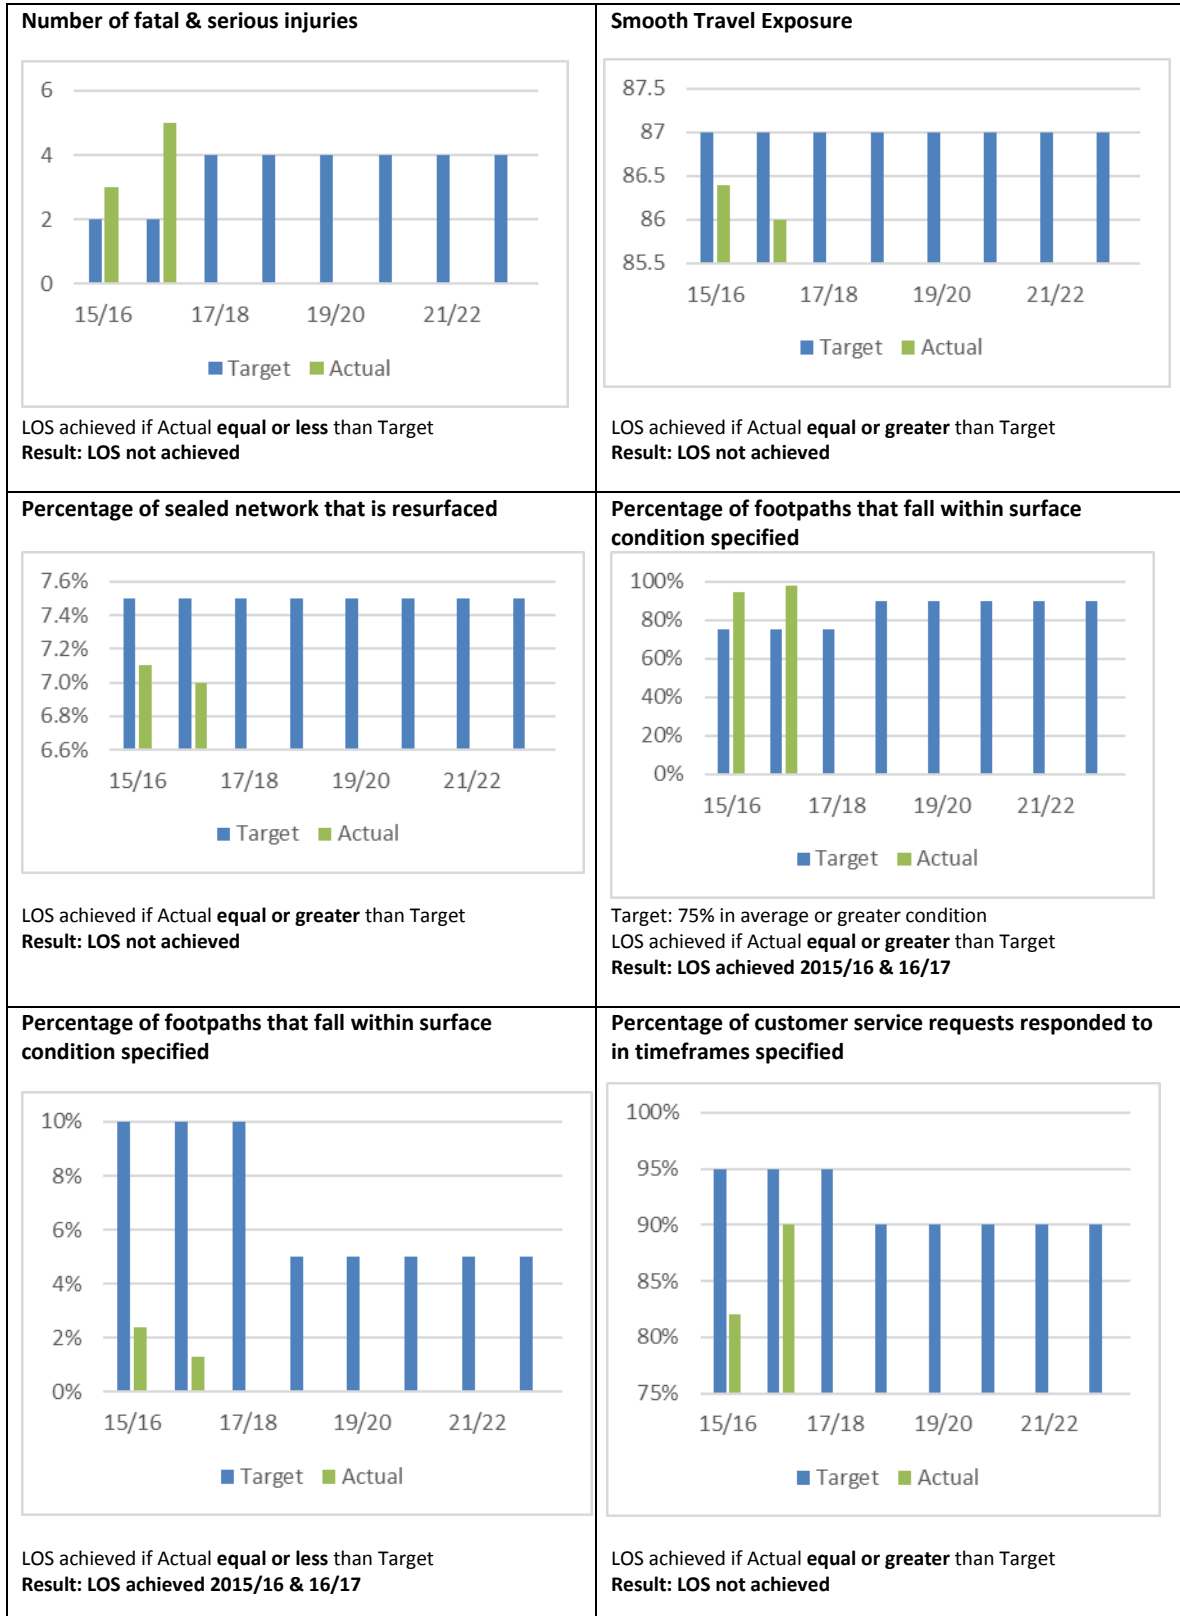 Number of fatal & serious injuries
6
4
2
0
15/16 17/18 19/20 21/22
Target Actual
LOS achieved if Actual equal or less than Target
Result: LOS not achieved
Smooth Travel Exposure
87.5
87
86.5
86
85.5
15/16 17/18 19/20 21/22
Target Actual
LOS achieved if Actual equal or greater than Target
Result: LOS not achieved
Percentage of sealed network that is resurfaced
7.6%
7.4%
7.2%
7.0%
6.8%
6.6%
15/16 17/18 19/20 21/22
Target Actual
LOS achieved if Actual equal or greater than Target
Result: LOS not achieved
Percentage of footpaths that fall within surface
condition specified
100%
80%
60%
40%
20%
0%
15/16 17/18 19/20 21/22
Target Actual
Target: 75% in average or greater condition
LOS achieved if Actual equal or greater than Target
Result: LOS achieved 2015/16 & 16/17
Percentage of footpaths that fall within surface
condition specified
10%
8%
6%
4%
2%
0%
15/16 17/18 19/20 21/22
Target Actual
LOS achieved if Actual equal or less than Target
Result: LOS achieved 2015/16 & 16/17
Percentage of customer service requests responded to
in timeframes specified
100%
95%
90%
85%
80%
75%
15/16 17/18 19/20 21/22
Target Actual
LOS achieved if Actual equal or greater than Target
Result: LOS not achieved